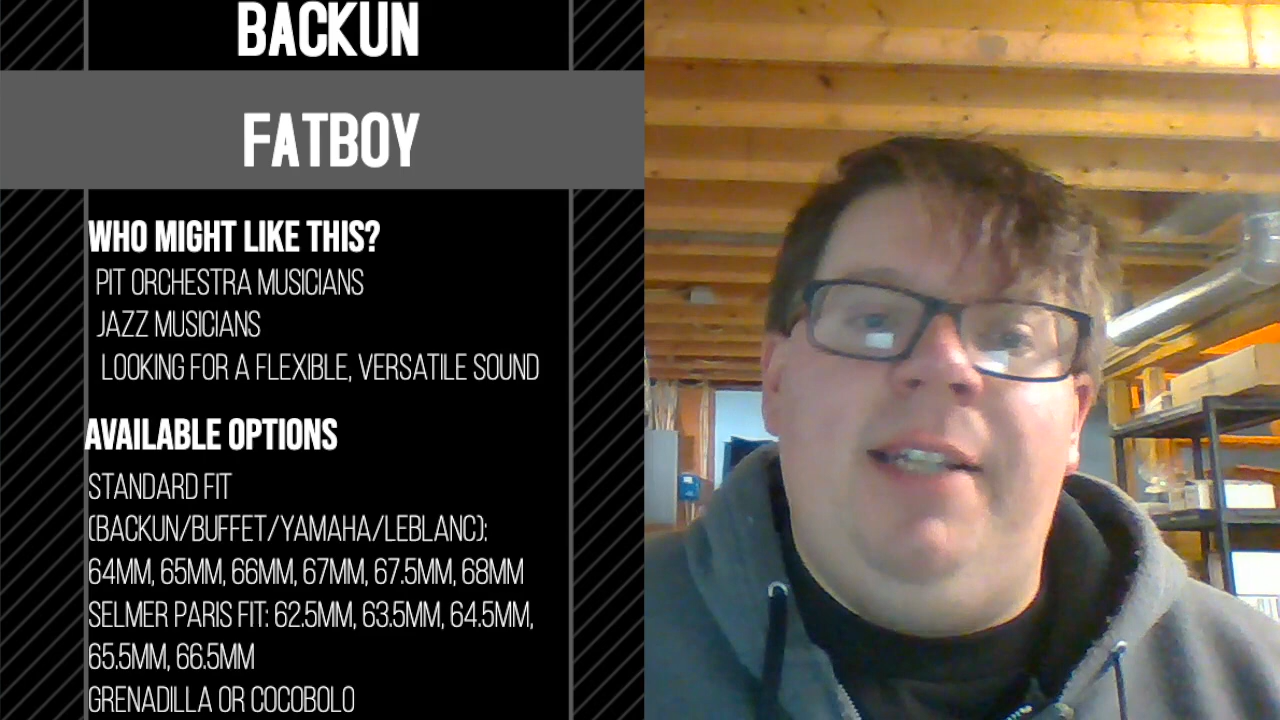 BACKUN
FATBOY
WHO MIGHT LIKE THIS?
PIT ORCHESTRA MUSICIANS
JAZZ MUSICIANS
LOOKING FOR A FLEXIBLE, VERSATILE SOUND
AVAILABLE OPTIONS
STANDARD FIT
(BACKUN/BUFFET/YAMAHA/LEBLANC):
64MM, 65MM, 66MM, 67MM, 67.5MM, 68MM
SELMER PARIS FIT: 62.5MM, 63.5MM, 64.5MM,
65.5MM, 66.5MM
GRENADILLA OR COCOBOLO